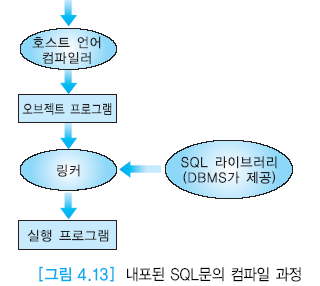 호스트 언어
컴파일러
오브젝트 프로그램
링커
SQL 라이브러리
(DBMS가 제공)
실행 프로그램
[그림 4.13] 내포된 SQL문의 컴파일 과정